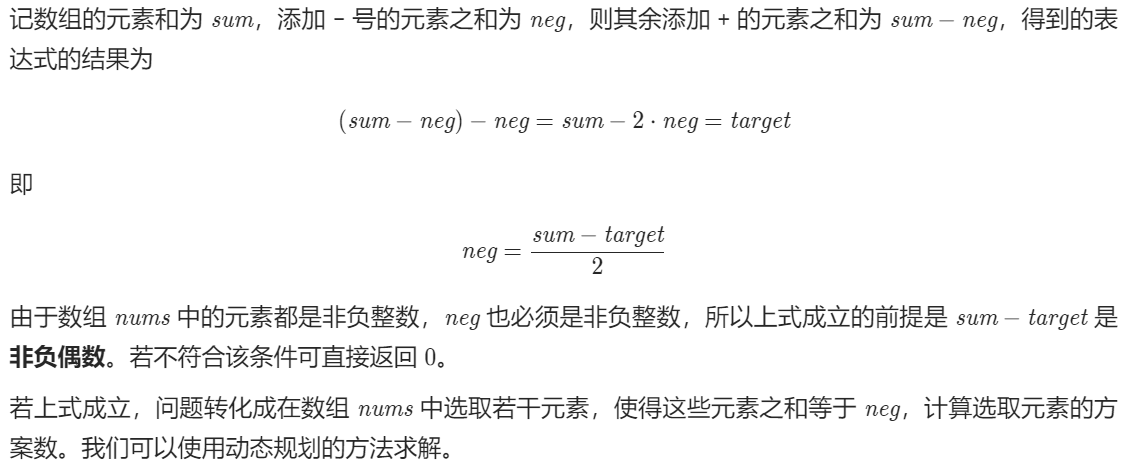 记数组的元素和为 sum，添加 - 号的元素之和为 neg，则其余添加 + 的元素之和为 sum − neg，得到的表
达式的结果为
(sum − neg) − neg = sum − 2 · neg = target
即
neg = \frac{sum − target}{2}
由于数组 nums 中的元素都是非负整数，neg 也必须是非负整数，所以上式成立的前提是 sum − target 是
非负偶数。若不符合该条件可直接返回 0。
若上式成立，问题转化成在数组 nums 中选取若干元素，使得这些元素之和等于 neg，计算选取元素的方
案数。我们可以使用动态规划的方法求解。